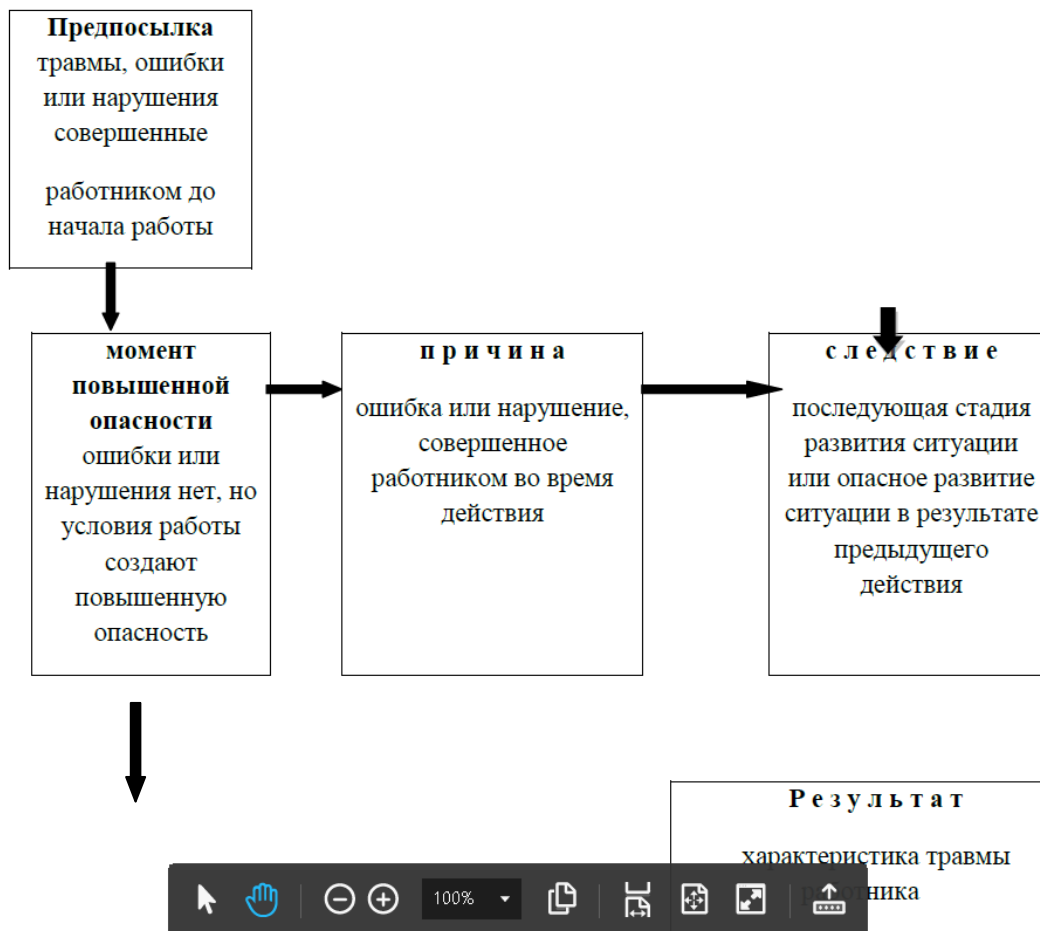 Предпосылка
травмы, ошибки
или нарушения
совершенные
работником до
начала работы
момент
повышенной
опасности
ошибки или
нарушения нет, но
условия работы
создают
повышенную
опасность
п р и ч и н а
ошибка или нарушение,
совершенное
работником во время
действия
с л е д с т в и е
последующая стадия
развития ситуации
или опасное развитие
ситуации в результате
предыдущего
действия
Р е з у л ь т а т
характеристика травмы
работника
100%